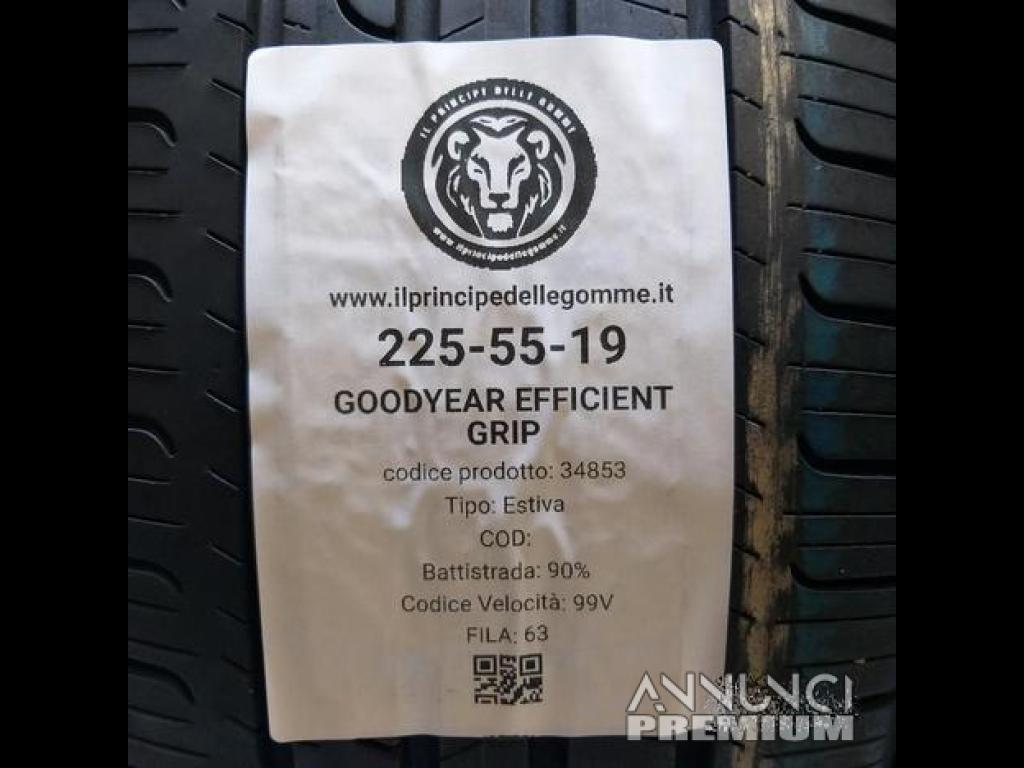 IL PRINCIPE DELLE GOMME
www.ilprincipedellegomme.it
www.ilprincipedellegomme.it
225-55-19
GOODYEAR EFFICIENT
GRIP
codice prodotto: 34853
Tipo: Estiva
COD:
Battistrada: 90%
Codice Velocità: 99V
FILA: 63
ANNUNCI
PREMIUM